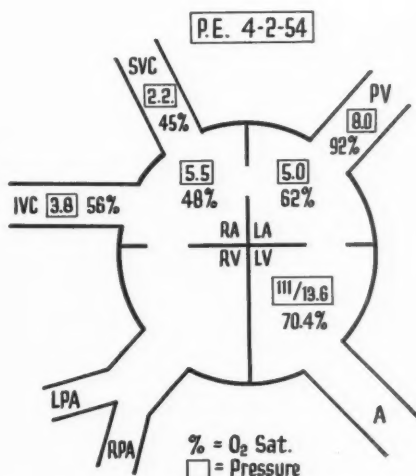 P.E. 4-2-54
SVC
2.2.
45%
PV
8.0
92%
5.5
48%
5.0
62%
IVC 3.8 56%
RA LA
RV LV
111/13.6
70.4%
LPA
RPA
A
% = O₂ Sat.
□ = Pressure